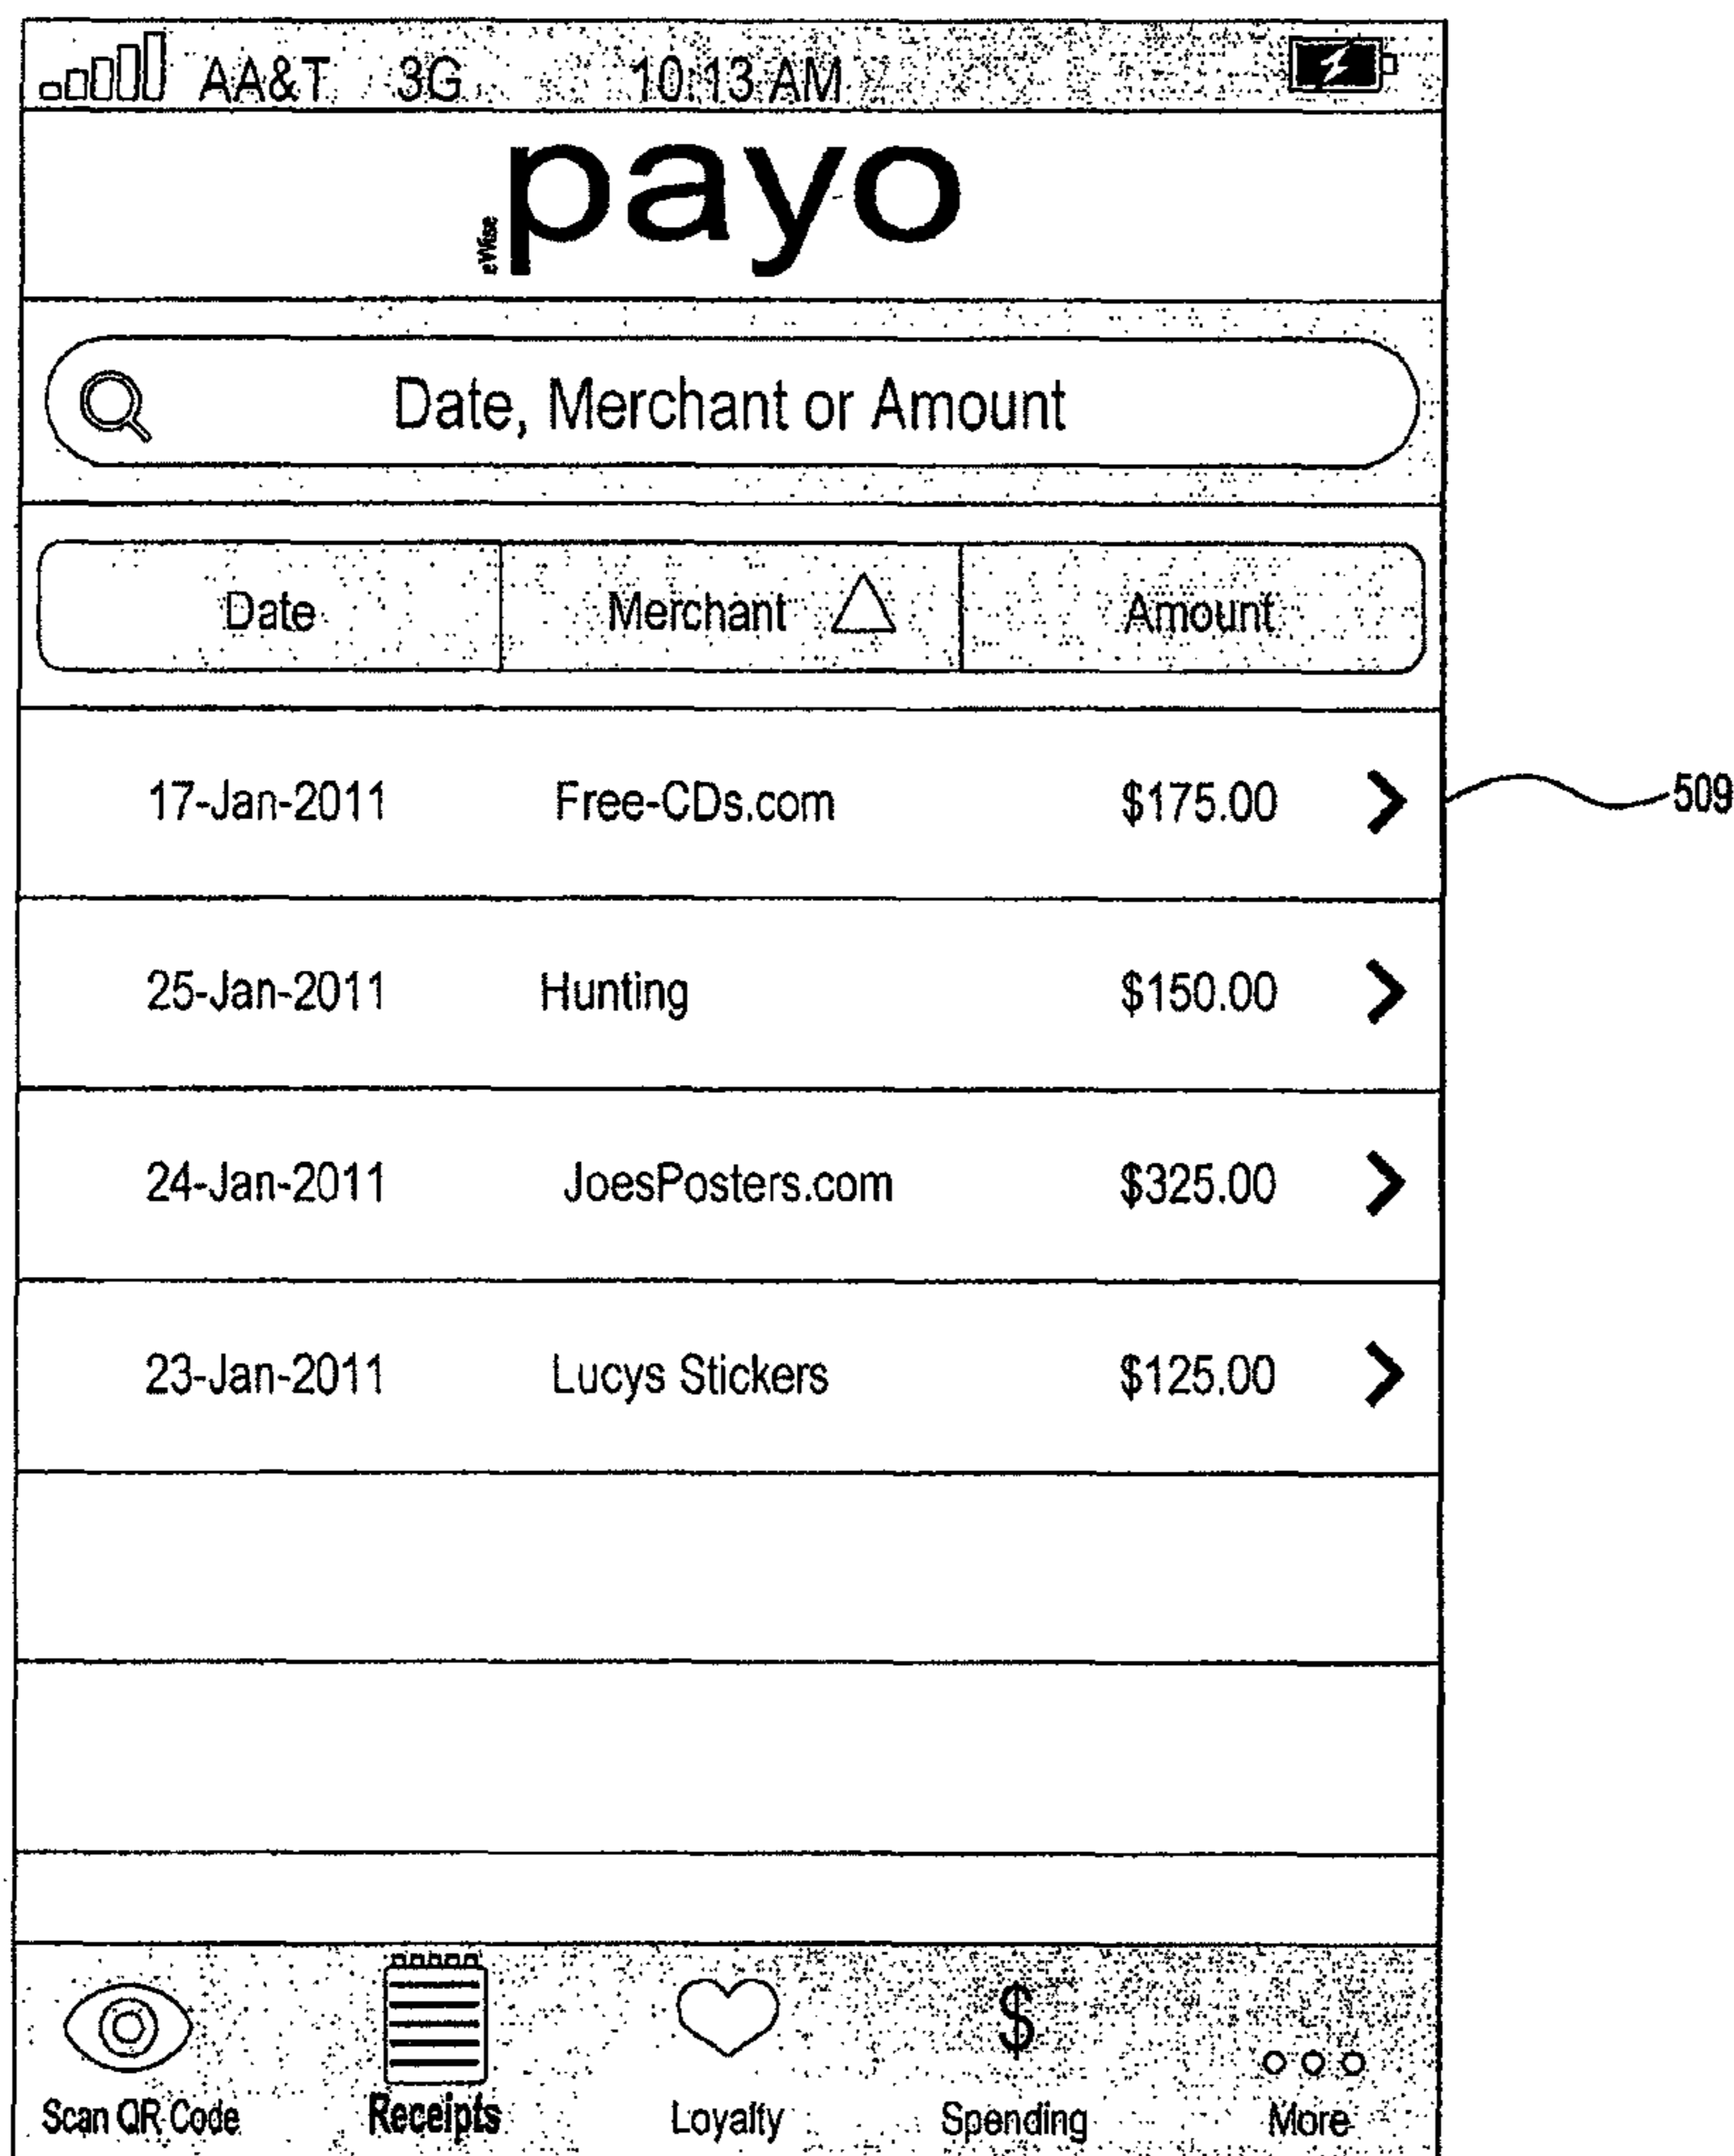 AA&T 3G 10:13 AM
eWise payo
Date, Merchant or Amount
Date Merchant Amount
17-Jan-2011 Free-CDs.com $175.00 509
25-Jan-2011 Hunting $150.00
24-Jan-2011 JoesPosters.com $325.00
23-Jan-2011 Lucys Stickers $125.00
$
Scan QR Code Receipts Loyalty Spending More